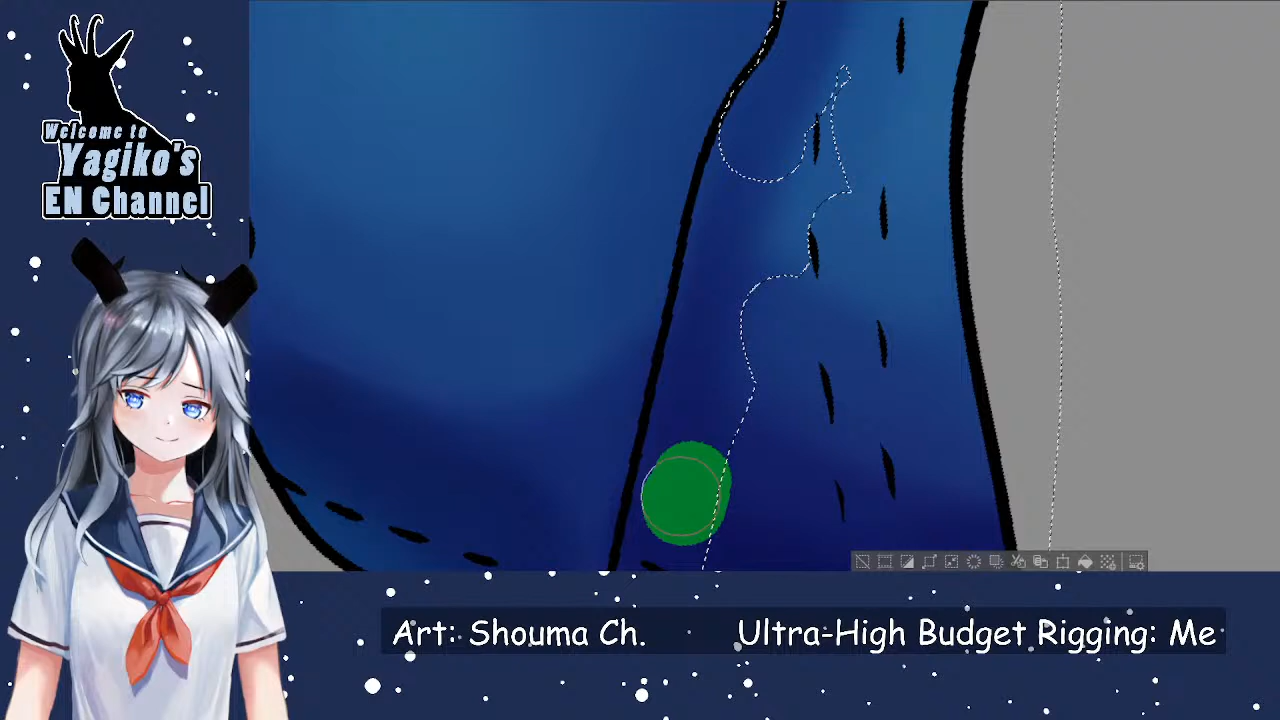 Welcome to
Yagiko's
EN Channel
Art: Shouma Ch.
Ultra-High Budget Rigging: Me